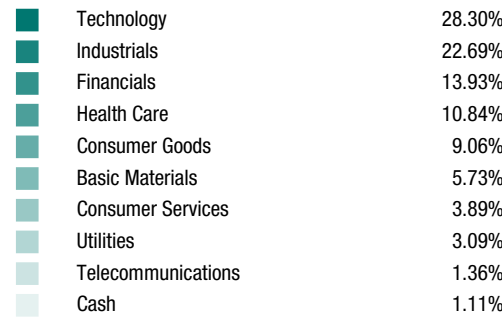 Technology 28.30%
Industrials 22.69%
Financials 13.93%
Health Care 10.84%
Consumer Goods 9.06%
Basic Materials 5.73%
Consumer Services 3.89%
Utilities 3.09%
Telecommunications 1.36%
Cash 1.11%